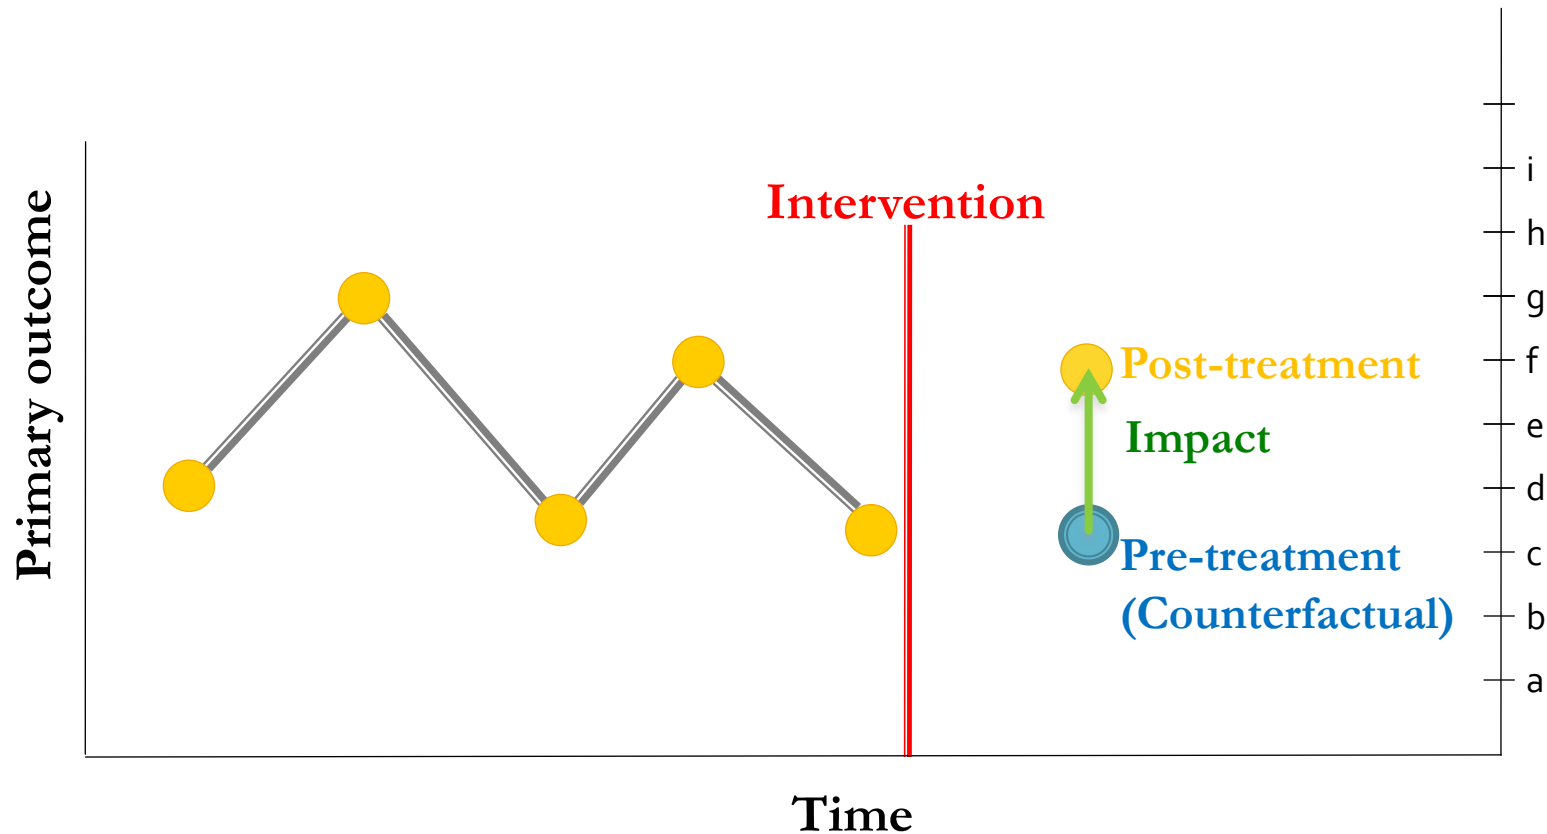 Primary outcome
Intervention
Post-treatment
Impact
Pre-treatment
(Counterfactual)
i
h
g
f
e
d
c
b
a
Time